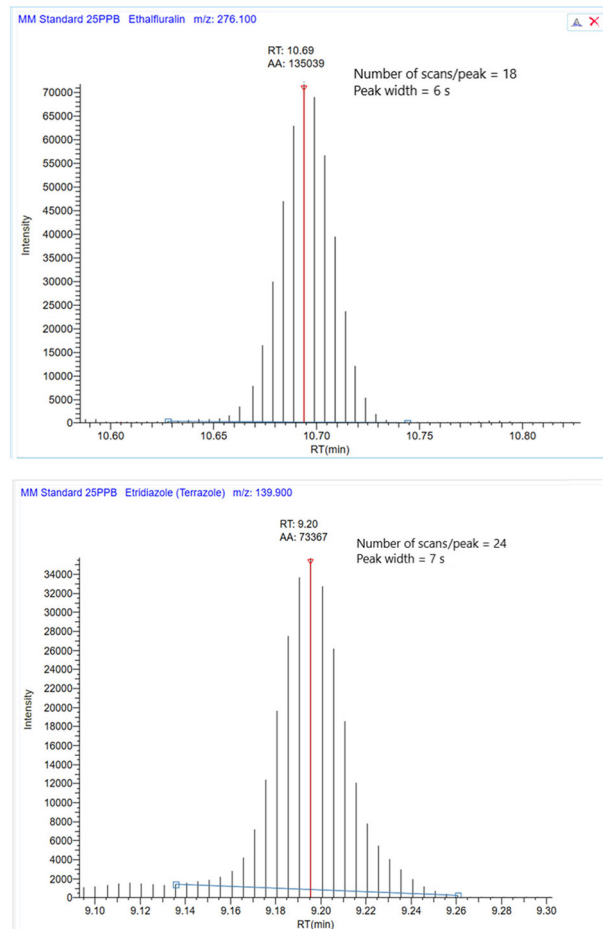 MM Standard 25PPB   Ethalfluralin   m/z: 276.100
RT: 10.69
AA: 135039
Number of scans/peak = 18
Peak width = 6 s
70000
65000
60000
55000
50000
45000
40000
35000
30000
25000
20000
15000
10000
5000
0
Intensity
10.60 10.65 10.70 10.75 10.80
RT(min)
MM Standard 25PPB   Etridiazole (Terrazole)   m/z: 139.900
RT: 9.20
AA: 73367
Number of scans/peak = 24
Peak width = 7 s
34000
32000
30000
28000
26000
24000
22000
20000
18000
16000
14000
12000
10000
8000
6000
4000
2000
0
Intensity
9.10 9.12 9.14 9.16 9.18 9.20 9.22 9.24 9.26 9.28 9.30
RT(min)